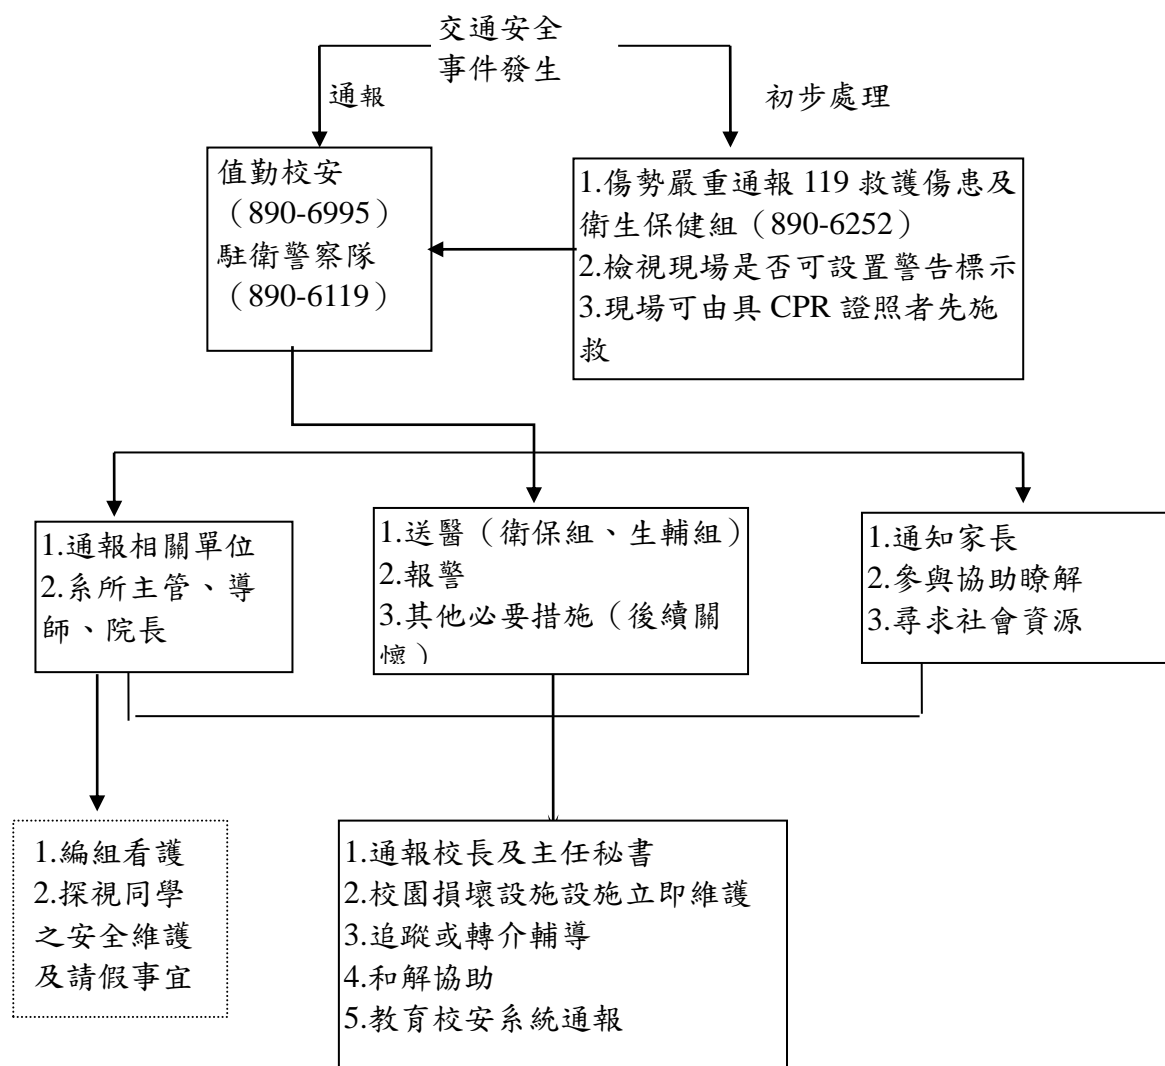 交通安全
事件發生
通報
初步處理
值勤校安
（890-6995）
駐衛警察隊
（890-6119）
1.傷勢嚴重通報 119 救護傷患及
衛生保健組（890-6252）
2.檢視現場是否可設置警告標示
3.現場可由具 CPR 證照者先施
救
1.通報相關單位
2.系所主管、導
師、院長
1.送醫（衛保組、生輔組）
2.報警
3.其他必要措施（後續關
懷）
1.通知家長
2.參與協助瞭解
3.尋求社會資源
1.編組看護
2.探視同學
之安全維護
及請假事宜
1.通報校長及主任秘書
2.校園損壞設施設施立即維護
3.追蹤或轉介輔導
4.和解協助
5.教育校安系統通報